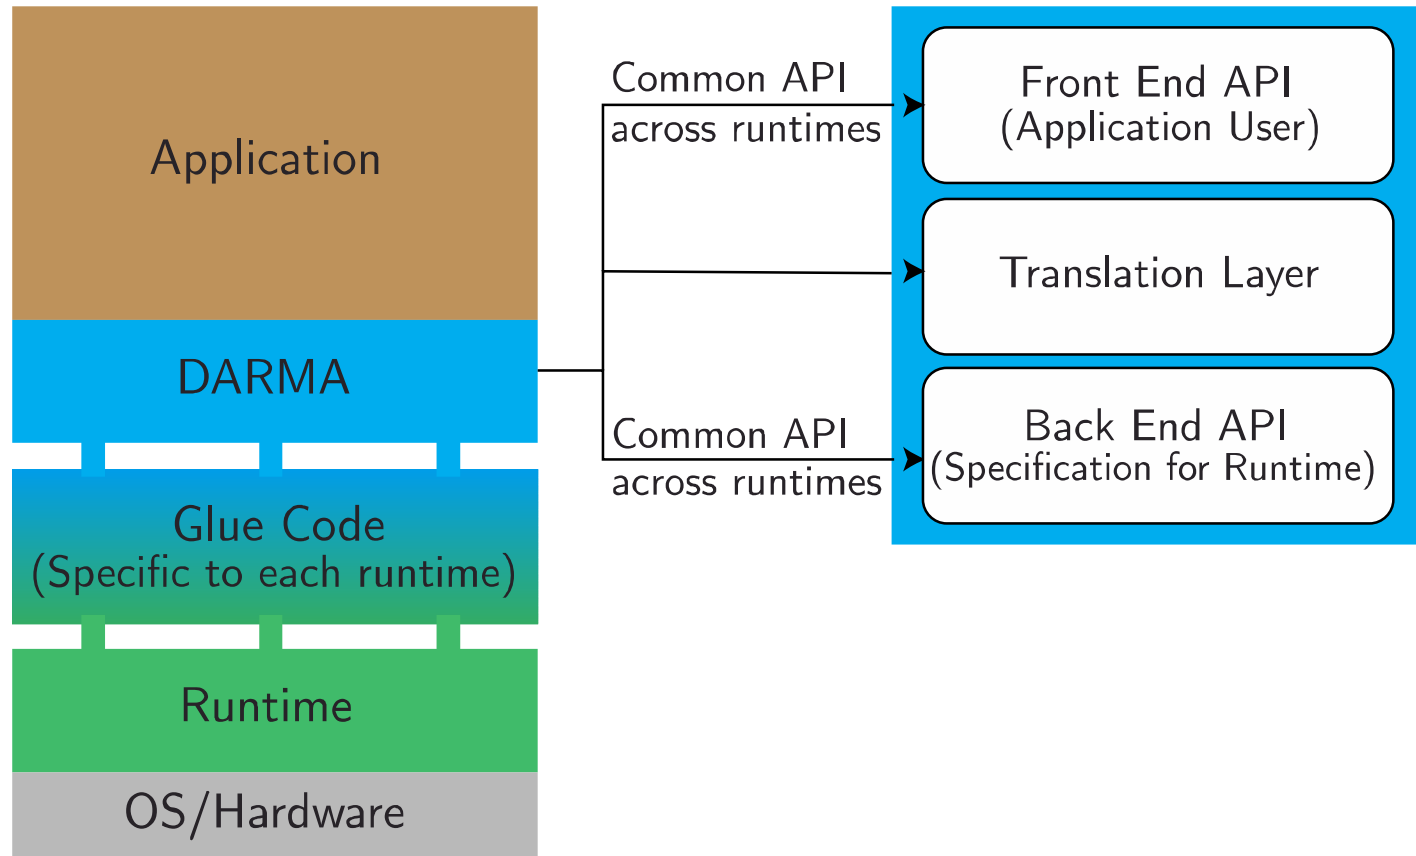 Application
DARMA
Glue Code
(Specific to each runtime)
Runtime
OS/Hardware
Common API
across runtimes
Common API
across runtimes
Front End API
(Application User)
Translation Layer
Back End API
(Specification for Runtime)